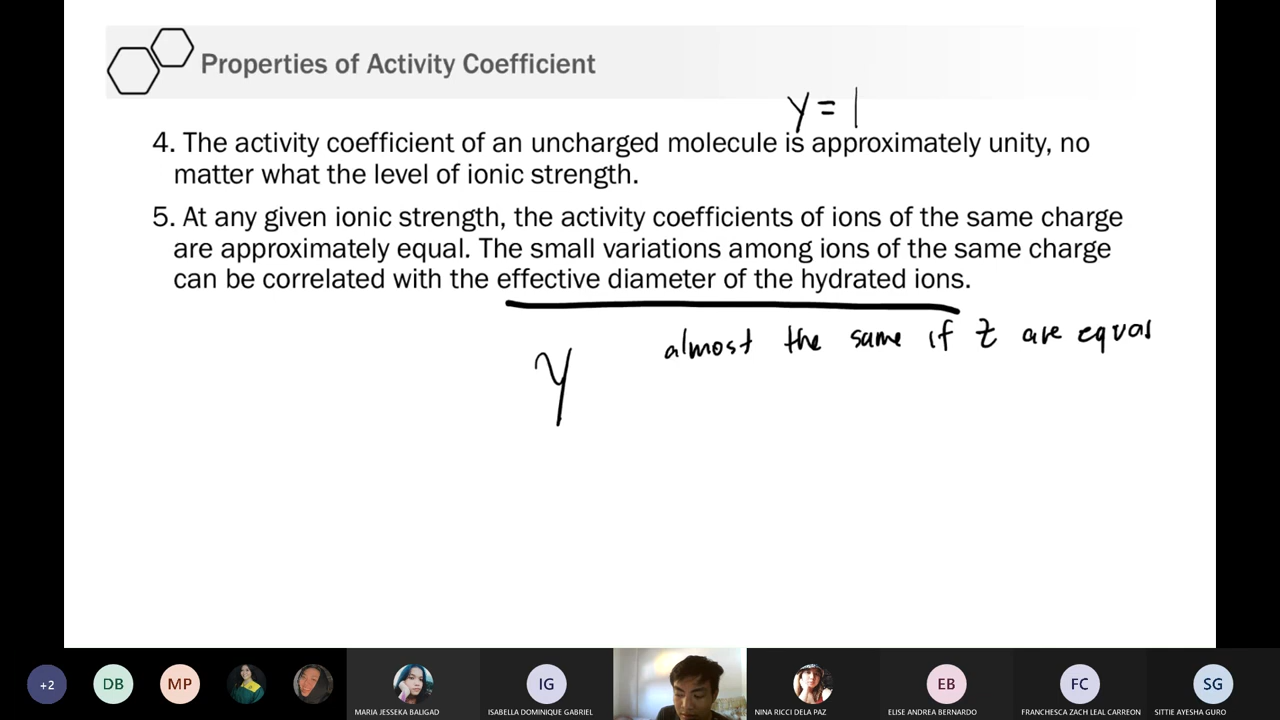 Properties of Activity Coefficient
γ = 1
4. The activity coefficient of an uncharged molecule is approximately unity, no
matter what the level of ionic strength.
5. At any given ionic strength, the activity coefficients of ions of the same charge
are approximately equal. The small variations among ions of the same charge
can be correlated with the effective diameter of the hydrated ions.
almost the same if z are equal
γ
+2
DB
MP
MARIA JESSEKA BALIGAD
IG
ISABELLA DOMINIQUE GABRIEL
NINA RICCI DELA PAZ
EB
ELISE ANDREA BERNARDO
FC
FRANCHESCA ZACH LEAL CARREON
SG
SITTIE AYESHA GURO